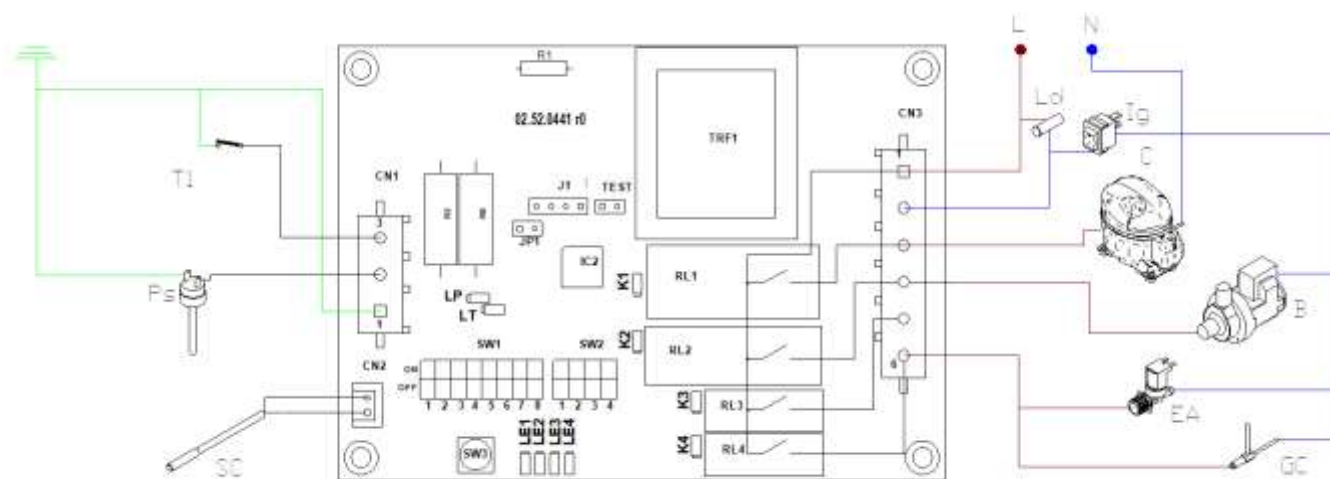 L N
R1
02.52.0441 r0
TRF1
CN3
Ld
Ig
C
T1
CN1
3
J1
TEST
JP1
IC2
K1
RL1
Ps
LP
LT
1
B
K2
RL2
6
SW1
SW2
CN2
ON
OFF
1 2 3 4 5 6 7 8
1 2 3 4
K3
RL3
EA
LE1
LE2
LE3
LE4
K4
RL4
SW3
SC
GC